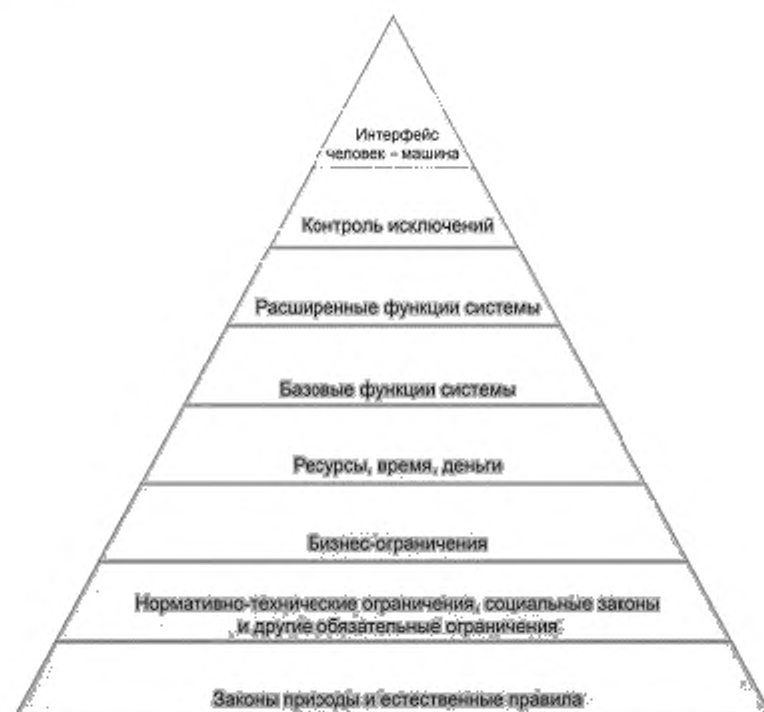 Интерфейс
человек – машина
Контроль исключений
Расширенные функции системы
Базовые функции системы
Ресурсы, время, деньги
Бизнес-ограничения
Нормативно-технические ограничения, социальные законы
и другие обязательные ограничения
Законы природы и естественные правила